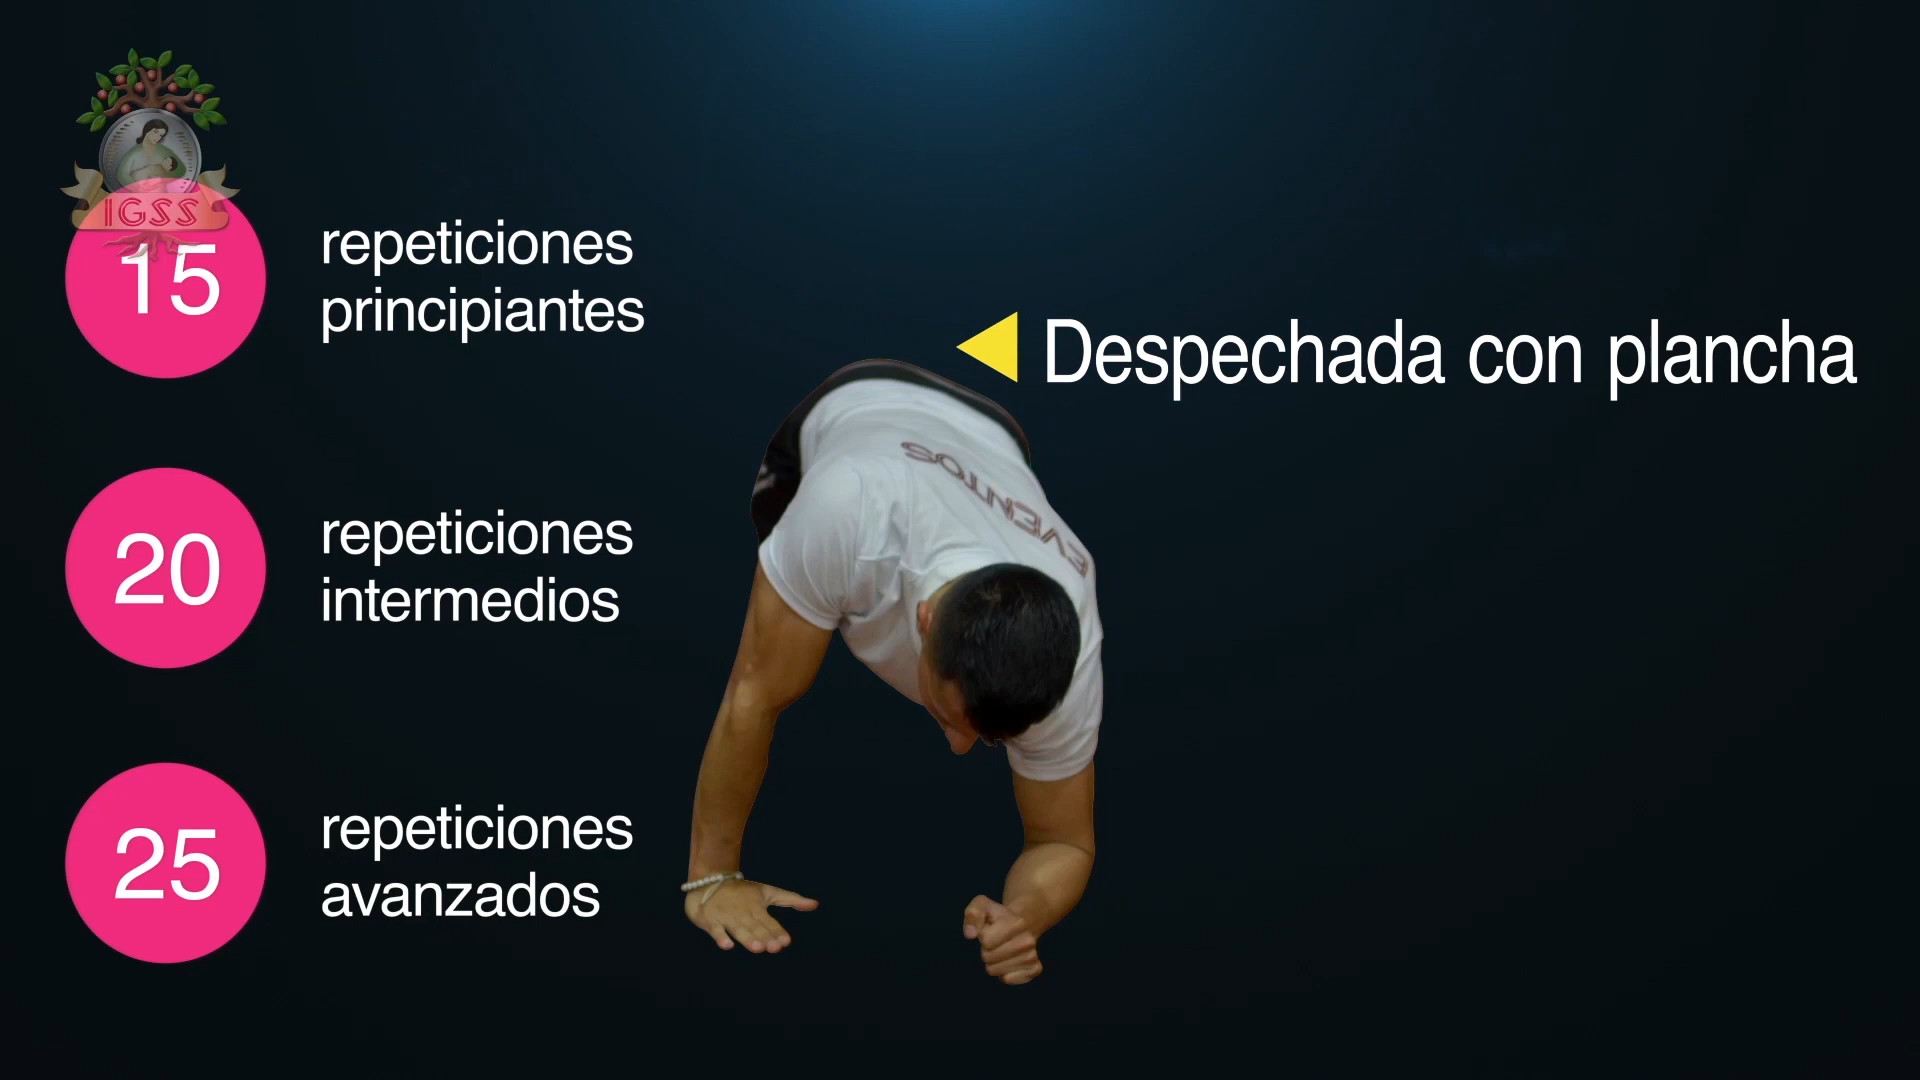 IGSS
15
repeticiones
principiantes
Despechada con plancha
EVENTOS
20
repeticiones
intermedios
25
repeticiones
avanzados